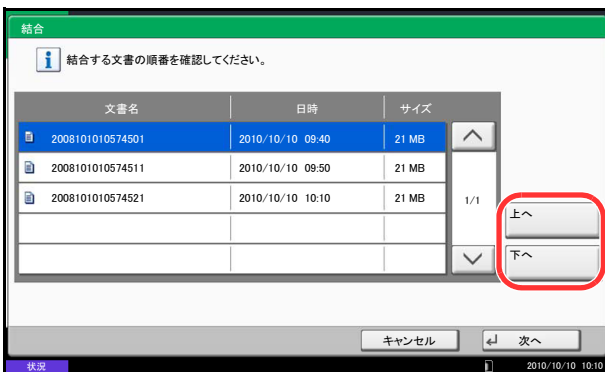 結合
結合する文書の順番を確認してください。
文書名 日時 サイズ
2008101010574501 2010/10/10 09:40 21 MB
2008101010574511 2010/10/10 09:50 21 MB
2008101010574521 2010/10/10 10:10 21 MB
1/1
上へ
下へ
キャンセル 次へ
状況 2010/10/10 10:10